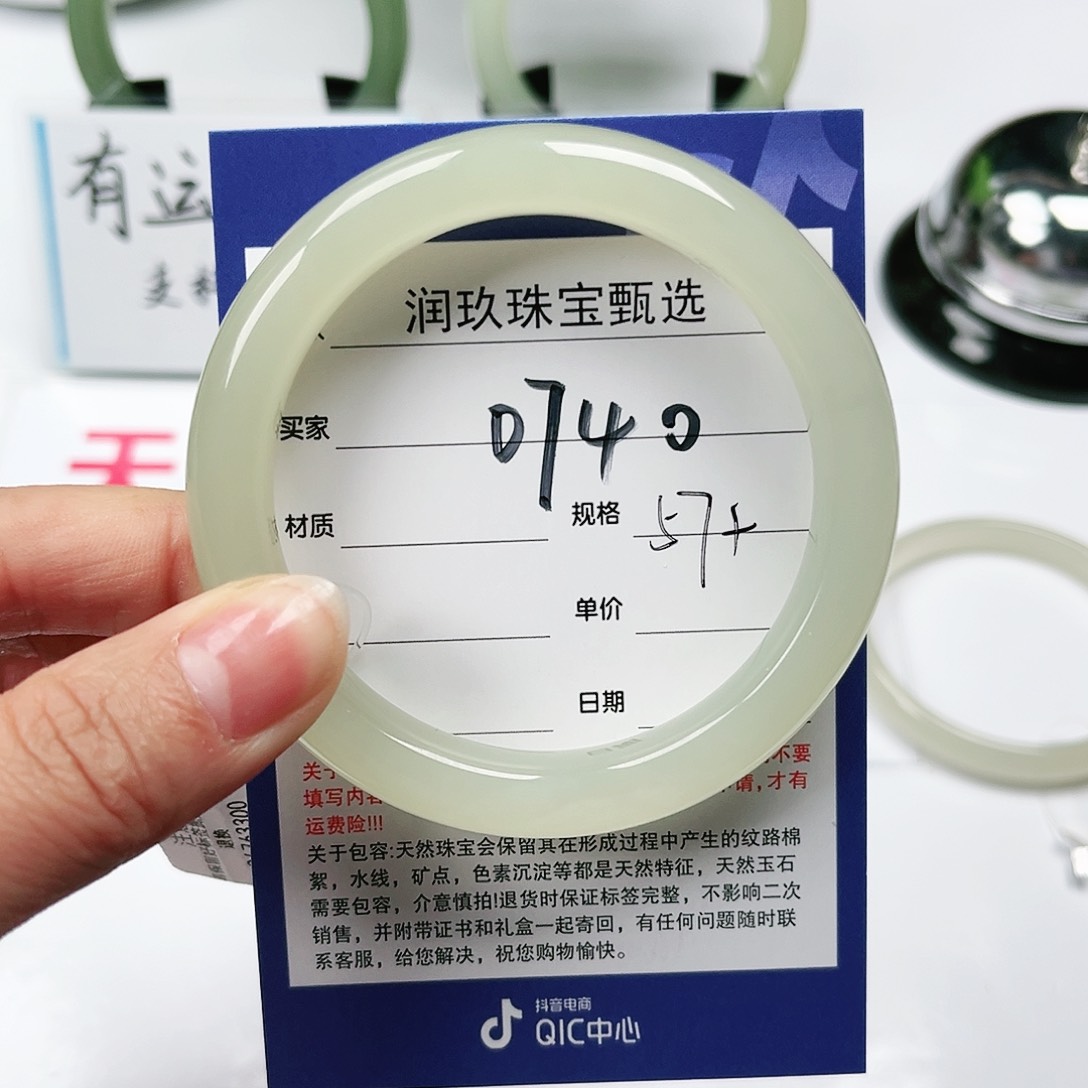 有运
支
润玖珠宝甄选
买家 0740
材质 规格 57+
单价
日期
天
关于
不要
填写内容
请,才有
运费险!!!
关于包容:天然珠宝会保留其在形成过程中产生的纹路棉
絮，水线，矿点，色素沉淀等都是天然特征，天然玉石
需要包容，介意慎拍!退货时保证标签完整，不影响二次
销售，并附带证书和礼盒一起寄回，有任何问题随时联
系客服，给您解决，祝您购物愉快。
退换
763300
抖音电商
QIC中心